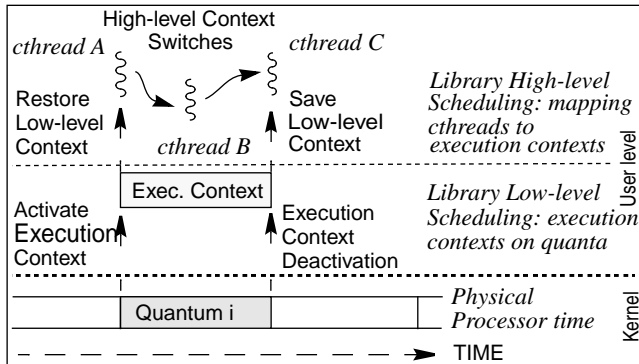 High-level Context
Switches
cthread A
cthread C
cthread B
Restore
Low-level
Context
Save
Low-level
Context
Library High-level
Scheduling: mapping
cthreads to
execution contexts
User level
Exec. Context
Activate
Execution
Context
Execution
Context
Deactivation
Library Low-level
Scheduling: execution
contexts on quanta
Quantum i
Physical
Processor time
Kernel
TIME